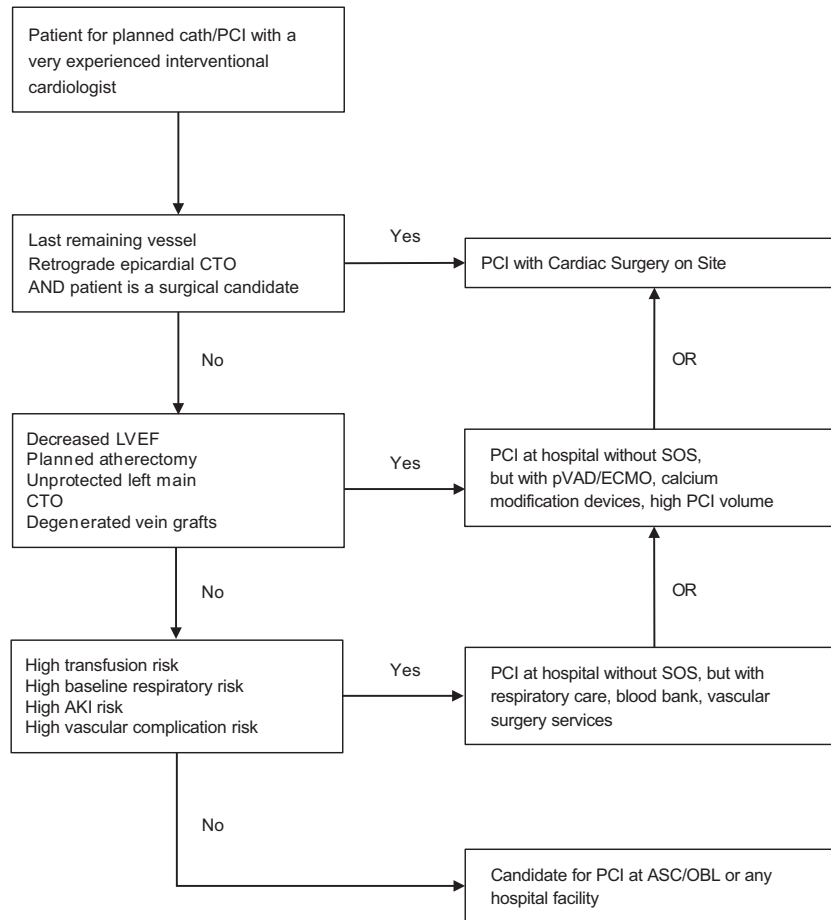 Patient for planned cath/PCI with a
very experienced interventional
cardiologist
Last remaining vessel
Retrograde epicardial CTO
AND patient is a surgical candidate
Yes
PCI with Cardiac Surgery on Site
No
OR
Decreased LVEF
Planned atherectomy
Unprotected left main
CTO
Degenerated vein grafts
Yes
PCI at hospital without SOS,
but with pVAD/ECMO, calcium
modification devices, high PCI volume
No
OR
High transfusion risk
High baseline respiratory risk
High AKI risk
High vascular complication risk
Yes
PCI at hospital without SOS, but with
respiratory care, blood bank, vascular
surgery services
No
Candidate for PCI at ASC/OBL or any
hospital facility